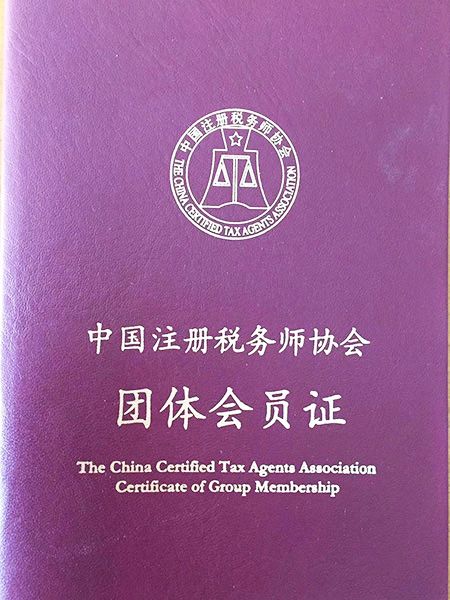 中国注册税务师协会
THE CHINA CERTIFIED TAX AGENTS ASSOCIATION
中国注册税务师协会
团体会员证
The China Certified Tax Agents Association
Certificate of Group Membership